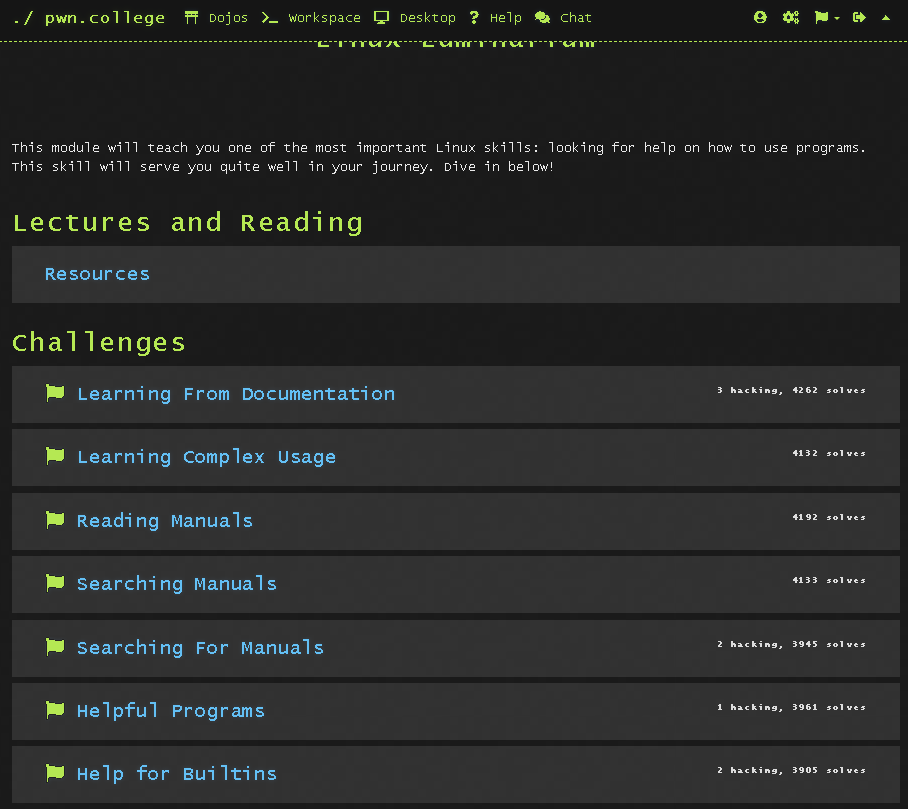 ./ pwn.college Dojos Workspace Desktop Help Chat
Linux Luminarium
This module will teach you one of the most important Linux skills: looking for help on how to use programs.
This skill will serve you quite well in your journey. Dive in below!
Lectures and Reading
Resources
Challenges
Learning From Documentation 3 hacking, 4262 solves
Learning Complex Usage 4132 solves
Reading Manuals 4192 solves
Searching Manuals 4133 solves
Searching For Manuals 2 hacking, 3945 solves
Helpful Programs 1 hacking, 3961 solves
Help for Builtins 2 hacking, 3905 solves